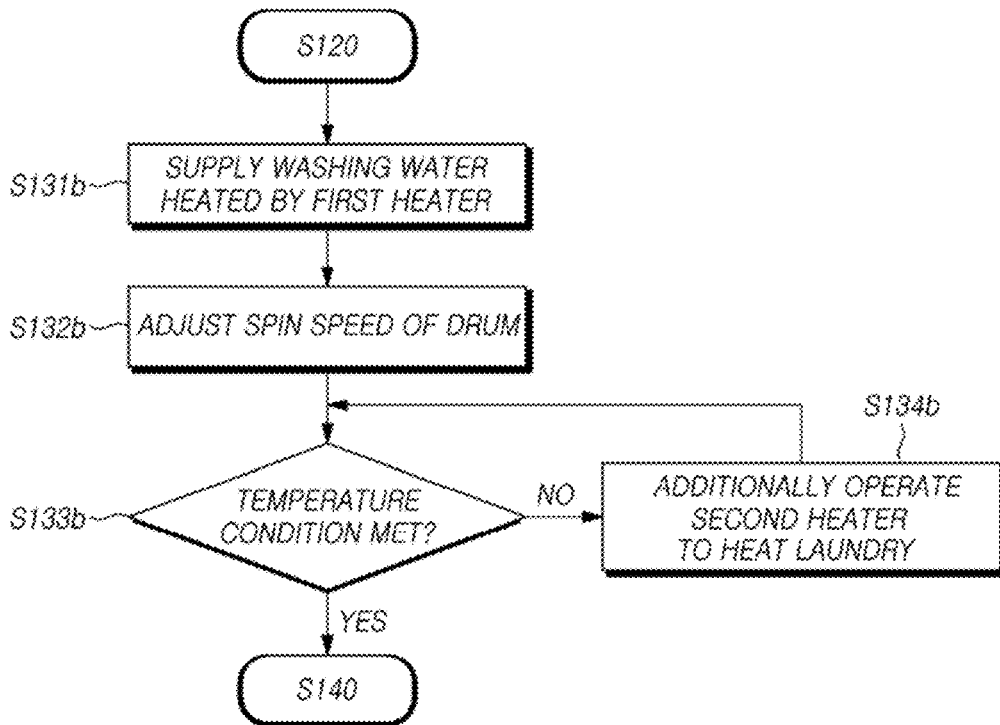 S120
S131b
SUPPLY WASHING WATER
HEATED BY FIRST HEATER
S132b
ADJUST SPIN SPEED OF DRUM
S134b
S133b
TEMPERATURE
CONDITION MET?
NO
ADDITIONALLY OPERATE
SECOND HEATER
TO HEAT LAUNDRY
YES
S140